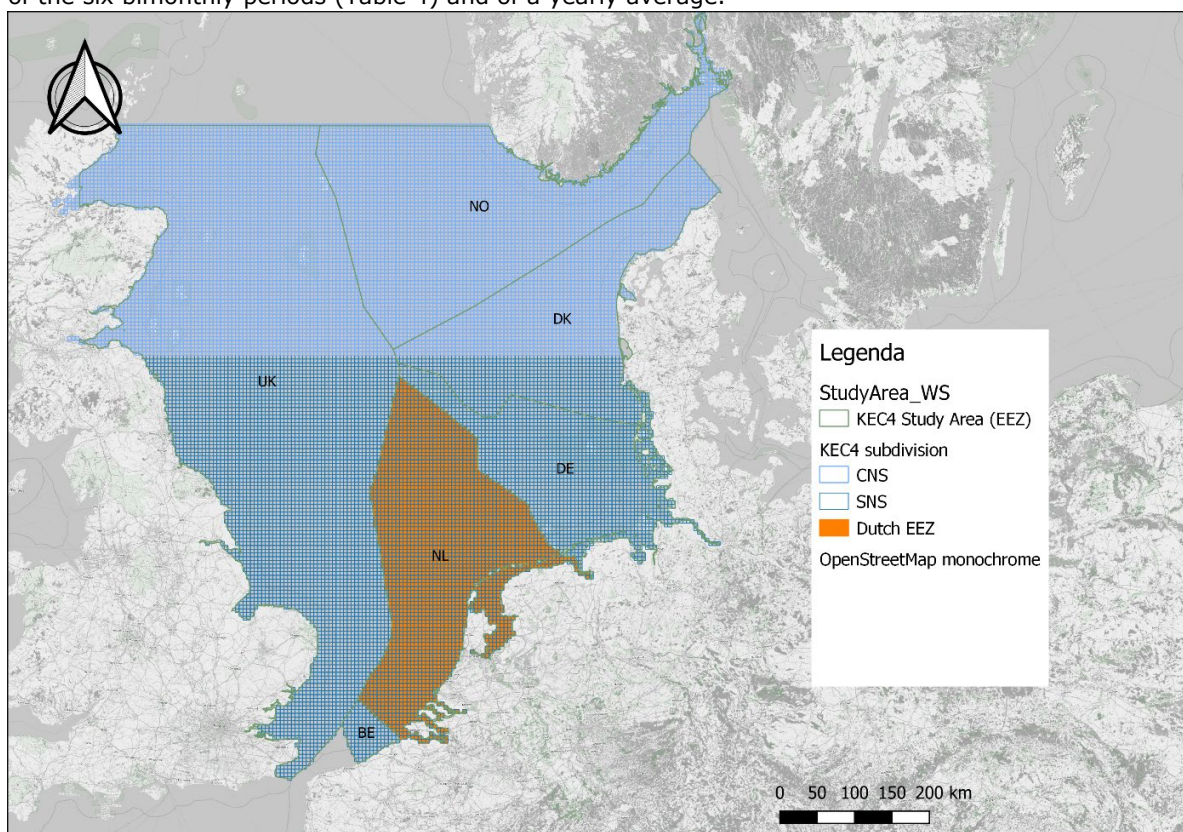 of the six bimonthly periods (Table 4) and of a yearly average.
NO
DK
UK
DE
NL
BE
Legenda
StudyArea_WS
KEC4 Study Area (EEZ)
KEC4 subdivision
CNS
SNS
Dutch EEZ
OpenStreetMap monochrome
0 50 100 150 200 km